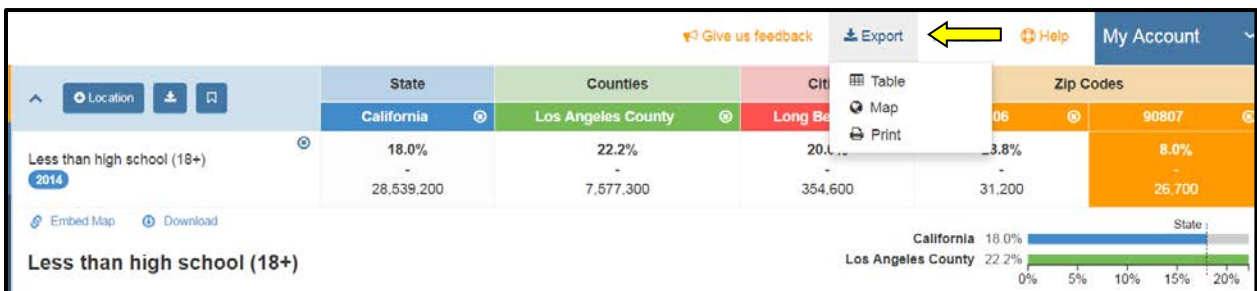 Give us feedback Export Help My Account
Table
Map
Print
Location State Counties Zip Codes
California Los Angeles County 90807
Less than high school (18+) 18.0% 22.2% 8.0%
2014 - - - - -
28,539,200 7,577,300 354,600 31,200 26,700
Embed Map Download
Less than high school (18+)
State
California 18.0%
Los Angeles County 22.2%
0% 5% 10% 15% 20%